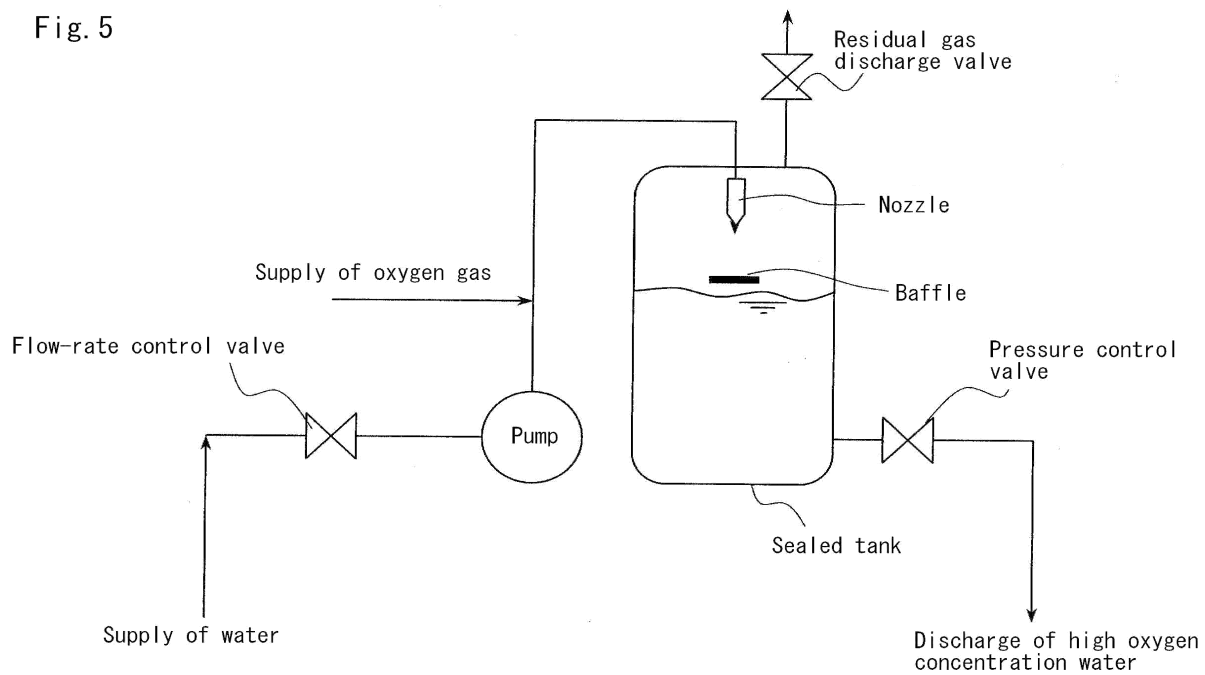 Fig. 5
Residual gas
discharge valve
Nozzle
Supply of oxygen gas
Baffle
Flow-rate control valve
Pressure control
valve
Pump
Sealed tank
Supply of water
Discharge of high oxygen
concentration water